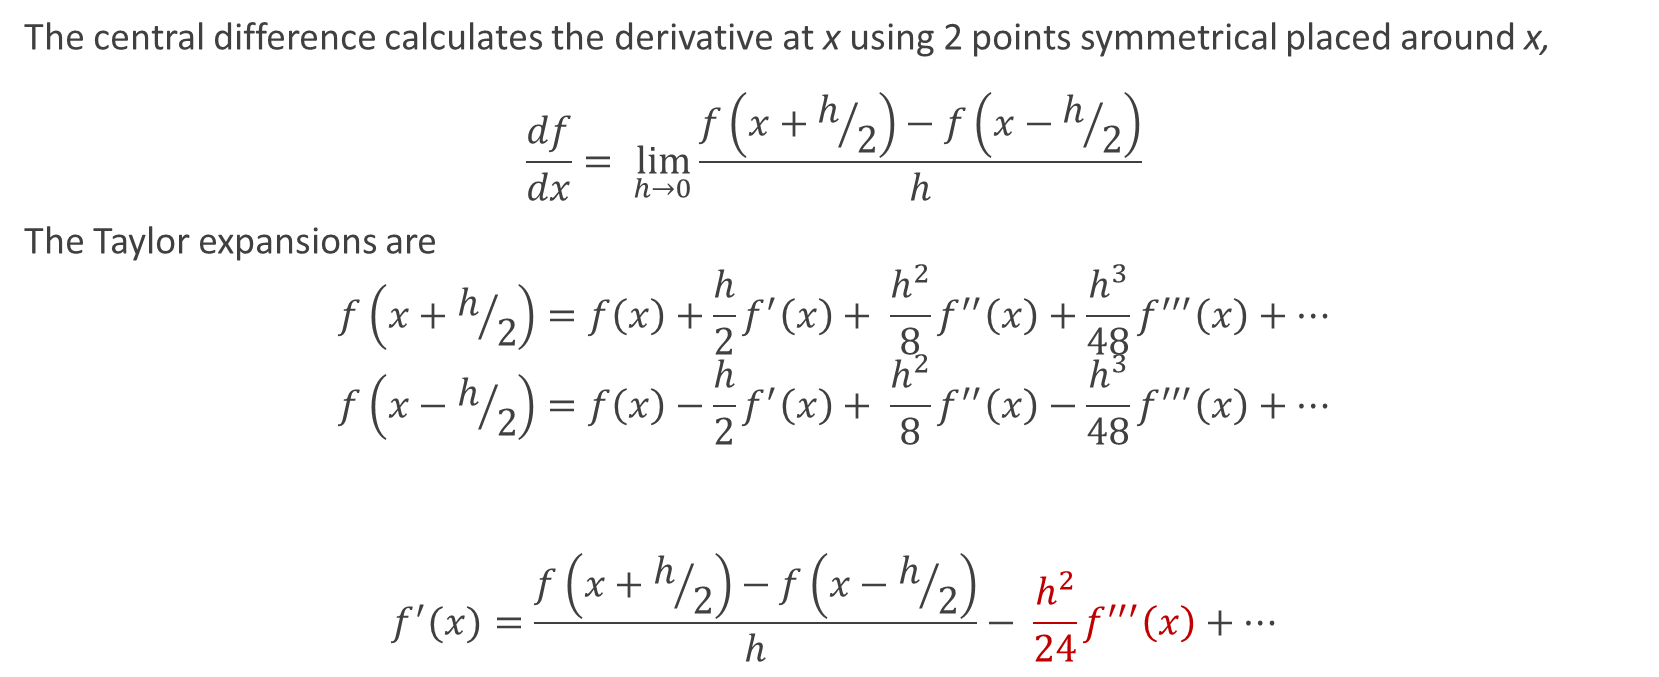 The central difference calculates the derivative at x using 2 points symmetrical placed around x,
df/dx = lim h→0 (f(x + h/2) − f(x − h/2))/h
The Taylor expansions are
f(x + h/2) = f(x) + h/2 f′(x) + h²/8 f′′(x) + h³/48 f′′′(x) + ⋯
f(x − h/2) = f(x) − h/2 f′(x) + h²/8 f′′(x) − h³/48 f′′′(x) + ⋯
f′(x) = (f(x + h/2) − f(x − h/2))/h − h²/24 f′′′(x) + ⋯